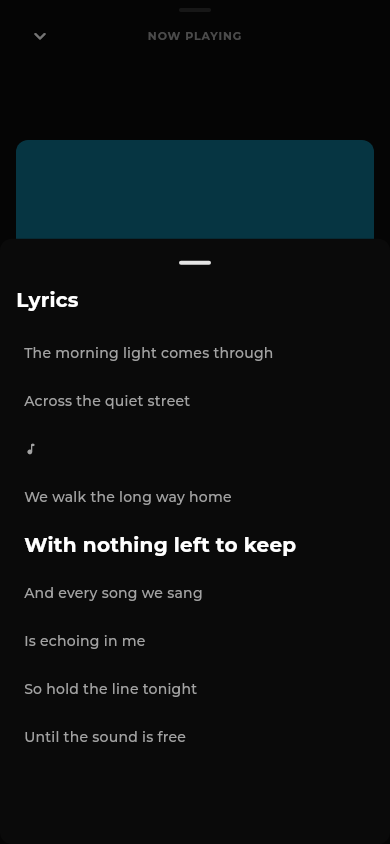 NOW PLAYING
Lyrics
The morning light comes through
Across the quiet street
♪
We walk the long way home
With nothing left to keep
And every song we sang
Is echoing in me
So hold the line tonight
Until the sound is free